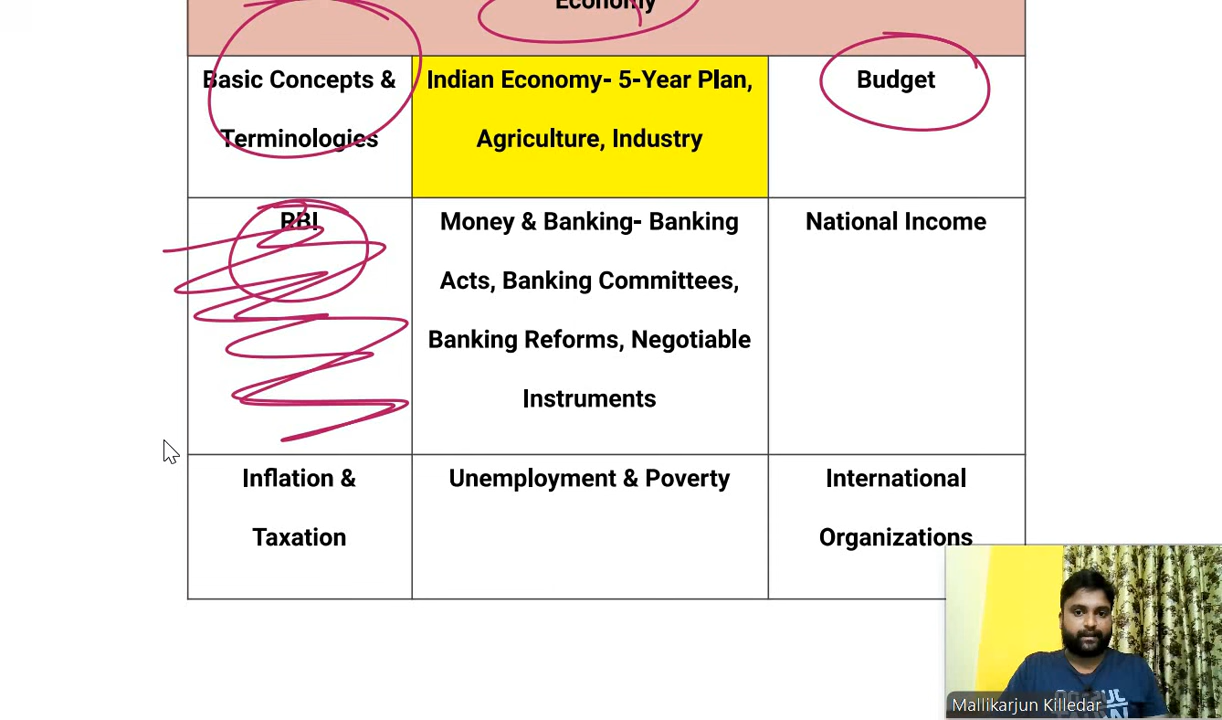 Economy
Basic Concepts &
Terminologies
Indian Economy- 5-Year Plan,
Agriculture, Industry
Budget
RBI
Money & Banking- Banking
Acts, Banking Committees,
Banking Reforms, Negotiable
Instruments
National Income
Inflation &
Taxation
Unemployment & Poverty
International
Organizations
Mallikarjun Killedar